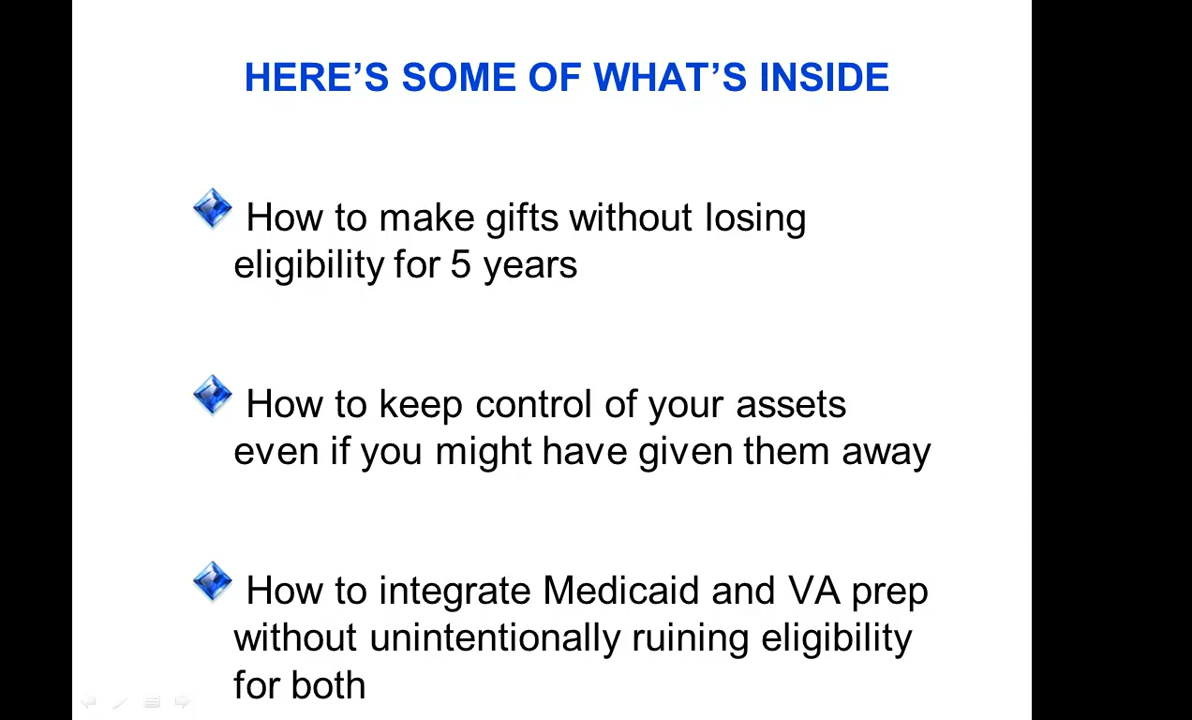 HERE’S SOME OF WHAT’S INSIDE
How to make gifts without losing
eligibility for 5 years
How to keep control of your assets
even if you might have given them away
How to integrate Medicaid and VA prep
without unintentionally ruining eligibility
for both